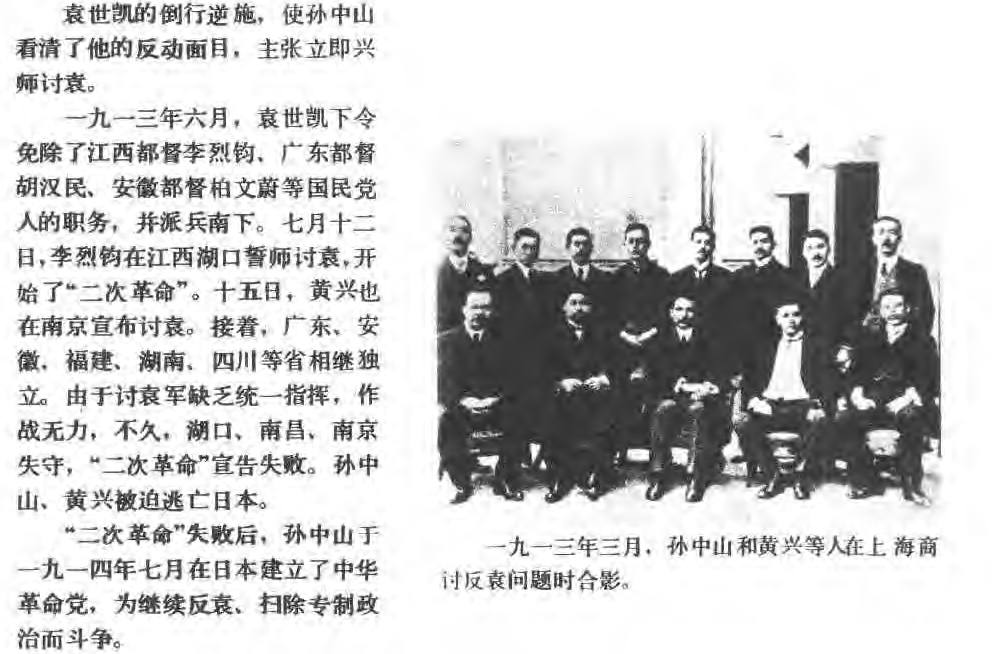 袁世凯的倒行逆施，使孙中山
看清了他的反动面目，主张立即兴
师讨袁。
一九一三年六月，袁世凯下令
免除了江西都督李烈钧、广东都督
胡汉民、安徽都督柏文蔚等国民党
人的职务，并派兵南下。七月十二
日，李烈钧在江西湖口誓师讨袁，开
始了“二次革命”。十五日，黄兴也
在南京宣布讨袁。接着，广东、安
徽、福建、湖南、四川等省相继独
立。由于讨袁军缺乏统一指挥，作
战无力，不久，湖口、南昌、南京
失守，“二次革命”宣告失败。孙中
山、黄兴被迫逃亡日本。
“二次革命”失败后，孙中山于
一九一四年七月在日本建立了中华
革命党，为继续反袁、扫除专制政
治而斗争。
一九一三年三月，孙中山和黄兴等人在上海商
讨反袁问题时合影。